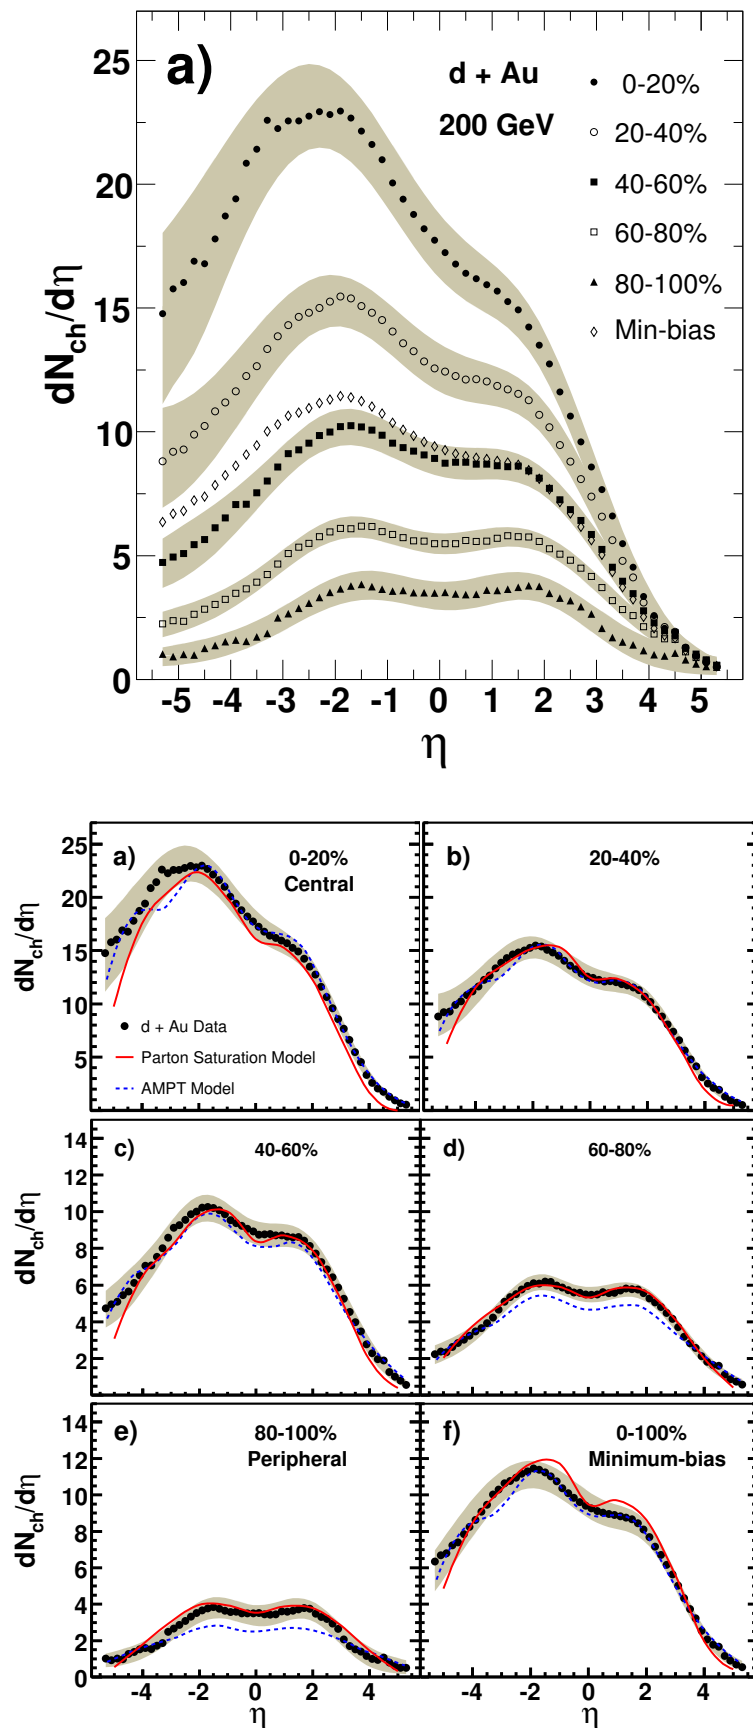 a)
d + Au
200 GeV
0-20%
20-40%
40-60%
60-80%
80-100%
Min-bias
25
20
15
10
5
0
dN_ch/dη
-5 -4 -3 -2 -1 0 1 2 3 4 5
η
a)
0-20%
Central
25
20
15
10
5
dN_ch/dη
d + Au Data
Parton Saturation Model
AMPT Model
b)
20-40%
c)
40-60%
14
12
10
8
6
4
2
dN_ch/dη
d)
60-80%
e)
80-100%
Peripheral
14
12
10
8
6
4
2
0
dN_ch/dη
-4 -2 0 2 4
η
f)
0-100%
Minimum-bias
-4 -2 0 2 4
η